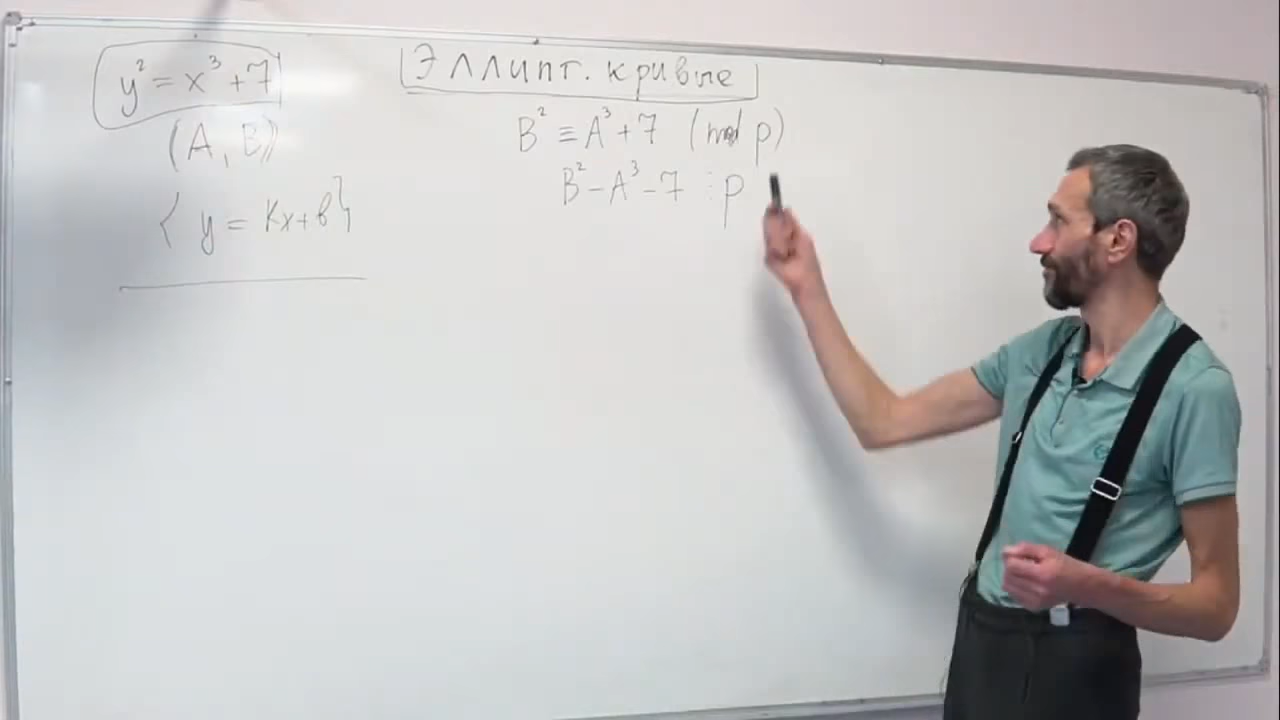 y² = x³ + 7
(A, B)
{ y = Kx + b }
Эллипт. кривые
B² ≡ A³ + 7 (mod p)
B² − A³ − 7 ⋮ p